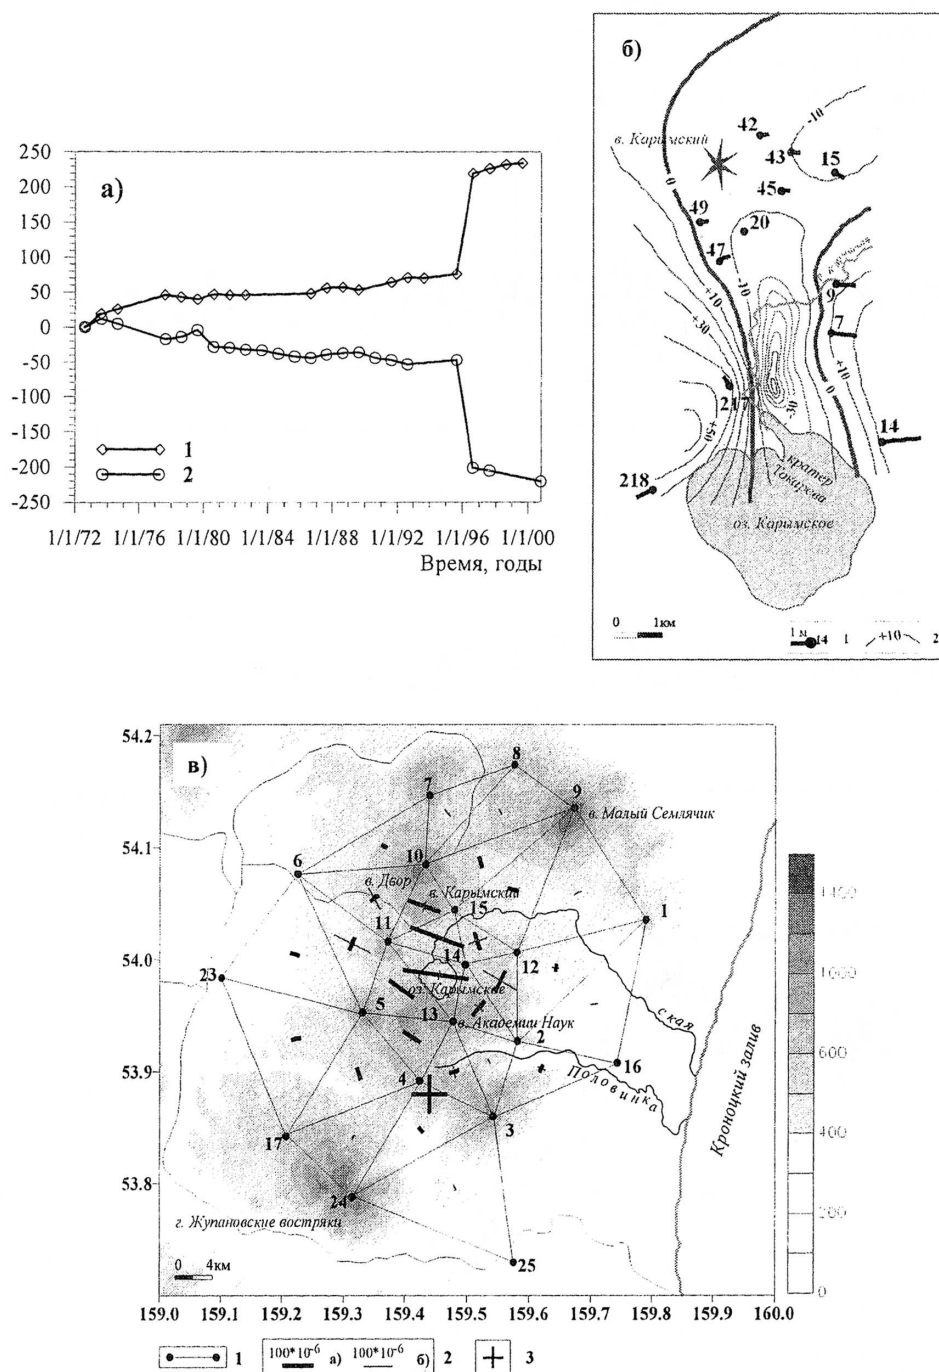 а)
250
200
150
100
50
0
-50
-100
-150
-200
-250
1
2
1/1/72 1/1/76 1/1/80 1/1/84 1/1/88 1/1/92 1/1/96 1/1/00
Время, годы
б)
-10
42
в. Карымский
43
15
0
45
49
20
47
-10
+10
9
+30
7
+10
0
217
-30
+50
14
218
кратер
Токарева
оз. Карымское
0 1км
1 м
14 1 +10 2
в)
54.2
54.1
54.0
53.9
53.8
8
7
9
в. Малый Семлячик
10
6
в. Двор
в. Карымский
15
11
1
14
12
23
оз. Карымское
5
13
в. Академии Наук
2
ская
16
4
Половинка
3
17
24
г. Жупановские востряки
25
0 4км
Кроноцкий залив
1400
1000
600
400
200
0
159.0 159.1 159.2 159.3 159.4 159.5 159.6 159.7 159.8 159.9 160.0
1 100*10⁻⁶ а) 100*10⁻⁶ б) 2 3